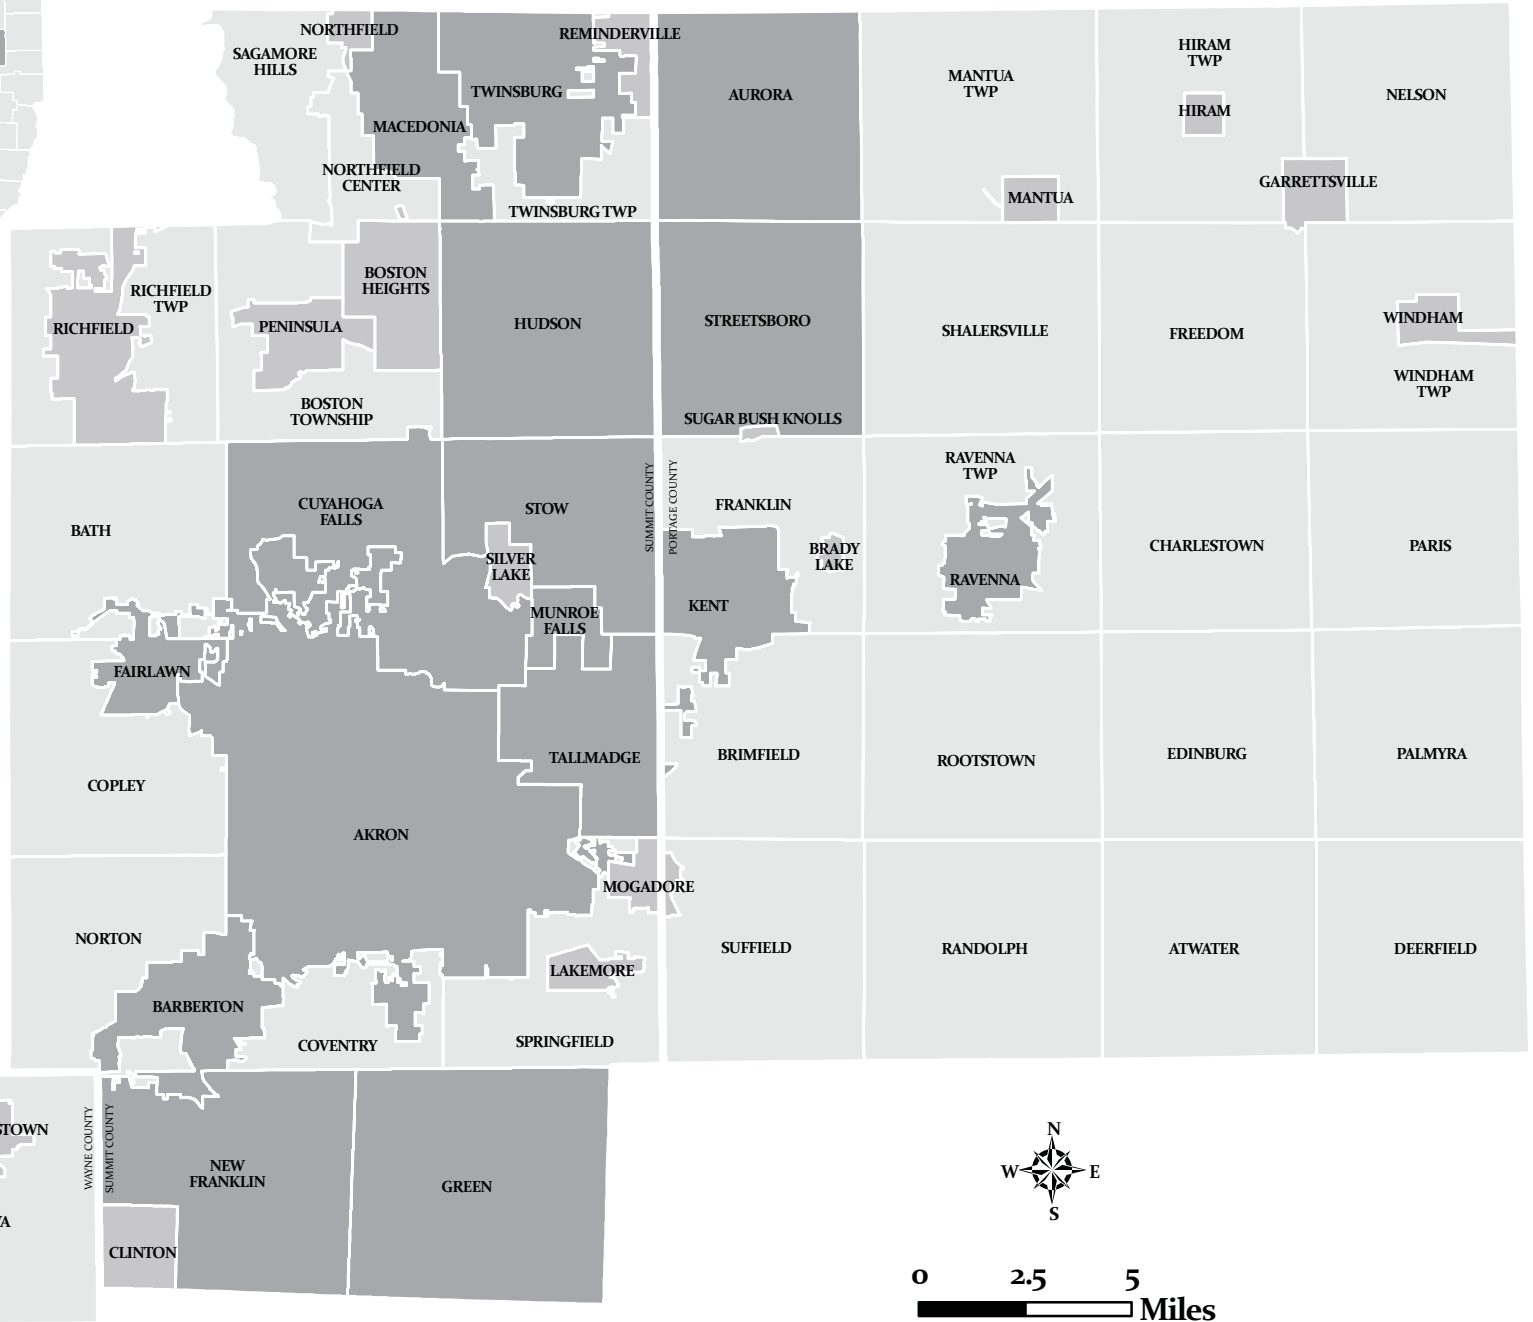 NORTHFIELD
REMINDERVILLE
SAGAMORE
HILLS
HIRAM
TWP
MANTUA
TWP
TWINSBURG
AURORA
NELSON
HIRAM
MACEDONIA
NORTHFIELD
CENTER
GARRETTSVILLE
MANTUA
TWINSBURG TWP
BOSTON
HEIGHTS
RICHFIELD
TWP
RICHFIELD
PENINSULA
HUDSON
STREETSBORO
SHALERSVILLE
FREEDOM
WINDHAM
WINDHAM
TWP
BOSTON
TOWNSHIP
SUGAR BUSH KNOLLS
RAVENNA
TWP
SUMMIT COUNTY
PORTAGE COUNTY
CUYAHOGA
FALLS
STOW
FRANKLIN
BATH
SILVER
LAKE
BRADY
LAKE
CHARLESTOWN
PARIS
RAVENNA
MUNROE
FALLS
KENT
FAIRLAWN
TALLMADGE
BRIMFIELD
ROOTSTOWN
EDINBURG
PALMYRA
COPLEY
AKRON
MOGADORE
NORTON
SUFFIELD
RANDOLPH
ATWATER
DEERFIELD
LAKEMORE
BARBERTON
COVENTRY
SPRINGFIELD
WAYNE COUNTY
SUMMIT COUNTY
STOWN
NEW
FRANKLIN
GREEN
VA
CLINTON
N
W E
S
0 2.5 5
Miles